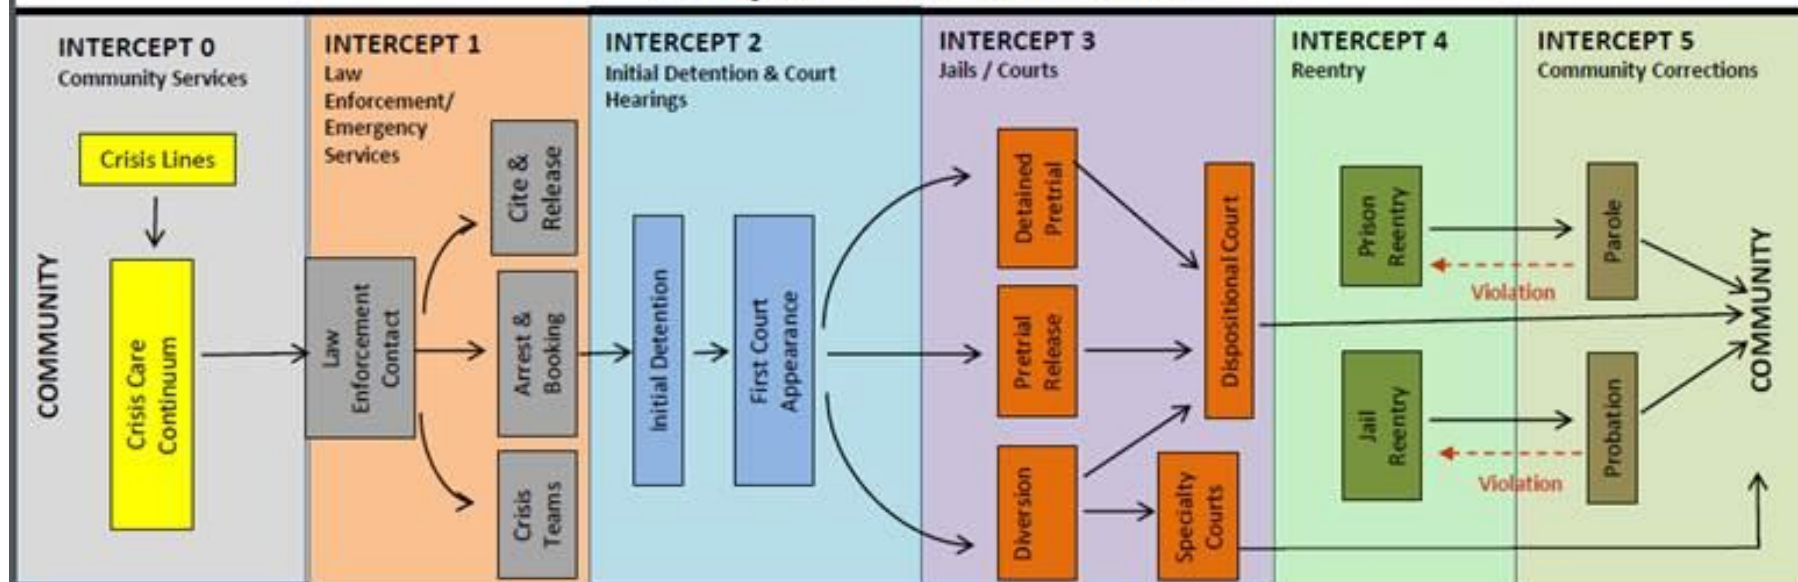 INTERCEPT 0
Community Services
Crisis Lines
COMMUNITY
Crisis Care
Continuum
INTERCEPT 1
Law
Enforcement/
Emergency
Services
Law
Enforcement
Contact
Cite &
Release
Arrest &
Booking
Crisis
Teams
INTERCEPT 2
Initial Detention & Court
Hearings
Initial Detention
First Court
Appearance
INTERCEPT 3
Jails / Courts
Detained
Pretrial
Pretrial
Release
Diversion
Dispositional Court
Specialty
Courts
INTERCEPT 4
Reentry
Prison
Reentry
Jail
Reentry
INTERCEPT 5
Community Corrections
Parole
Violation
Probation
Violation
COMMUNITY